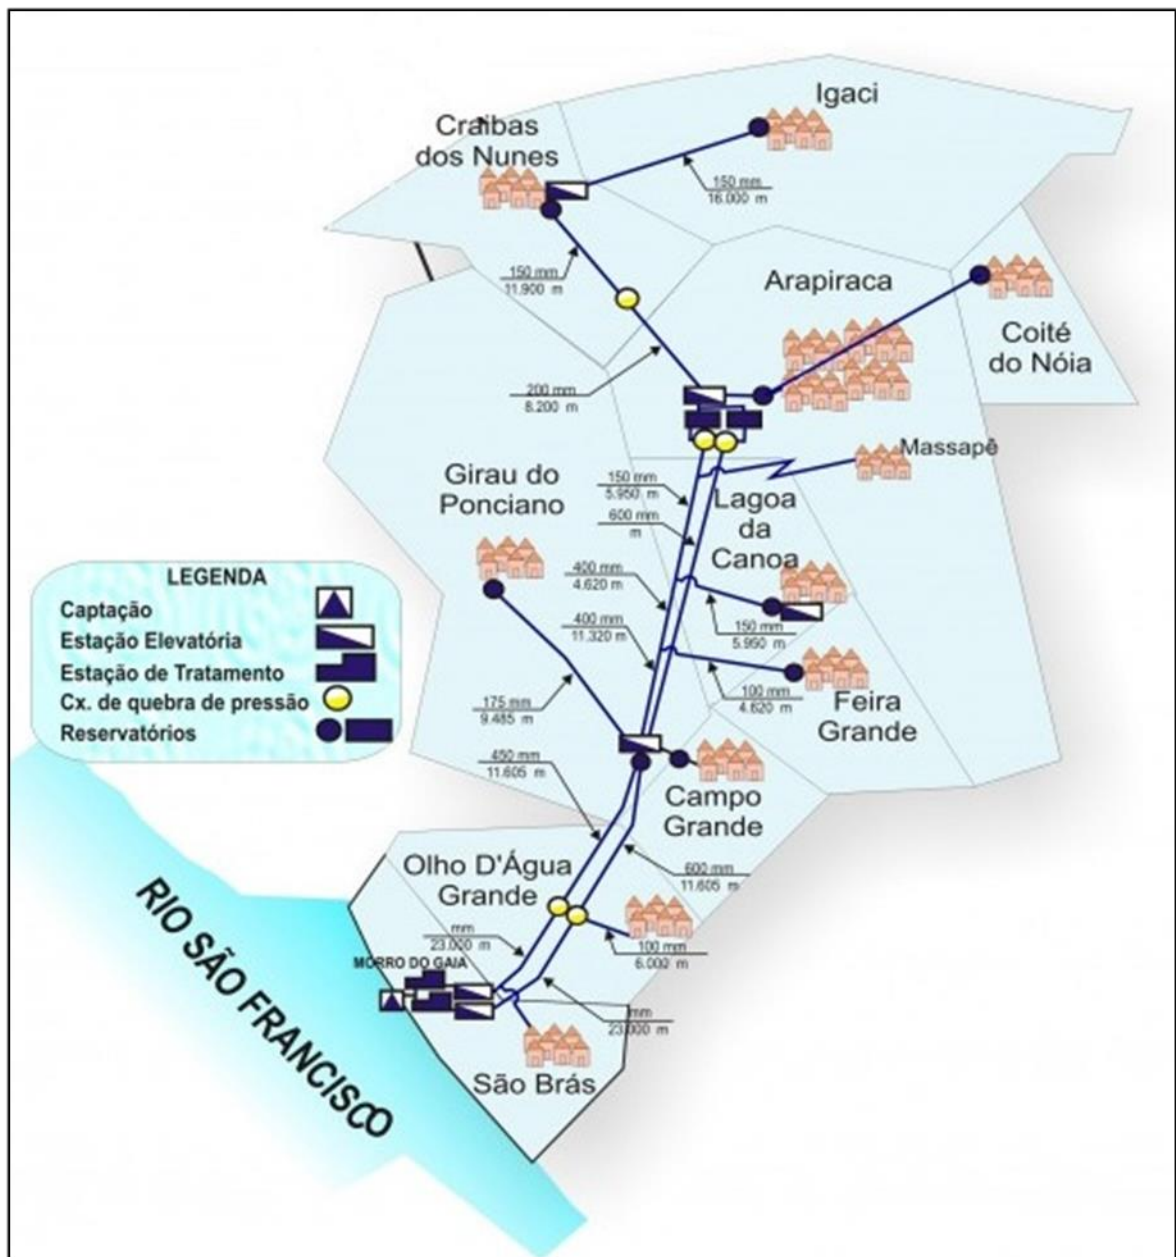 Igaci
Craíbas
dos Nunes
150 mm
16.000 m
150 mm
11.900 m
Arapiraca
Coité
do Nóia
200 mm
8.200 m
Massapê
Girau do
Ponciano
150 mm
5.950 m
Lagoa
da
Canoa
600 mm
m
400 mm
4.620 m
400 mm
11.320 m
150 mm
5.950 m
100 mm
4.620 m
Feira
Grande
175 mm
9.485 m
450 mm
11.605 m
Campo
Grande
LEGENDA
Captação
Estação Elevatória
Estação de Tratamento
Cx. de quebra de pressão
Reservatórios
Olho D'Água
Grande
600 mm
11.605 m
mm
23.000 m
100 mm
6.000 m
MORRO DO GAIA
mm
23.000 m
São Brás
RIO SÃO FRANCISCO